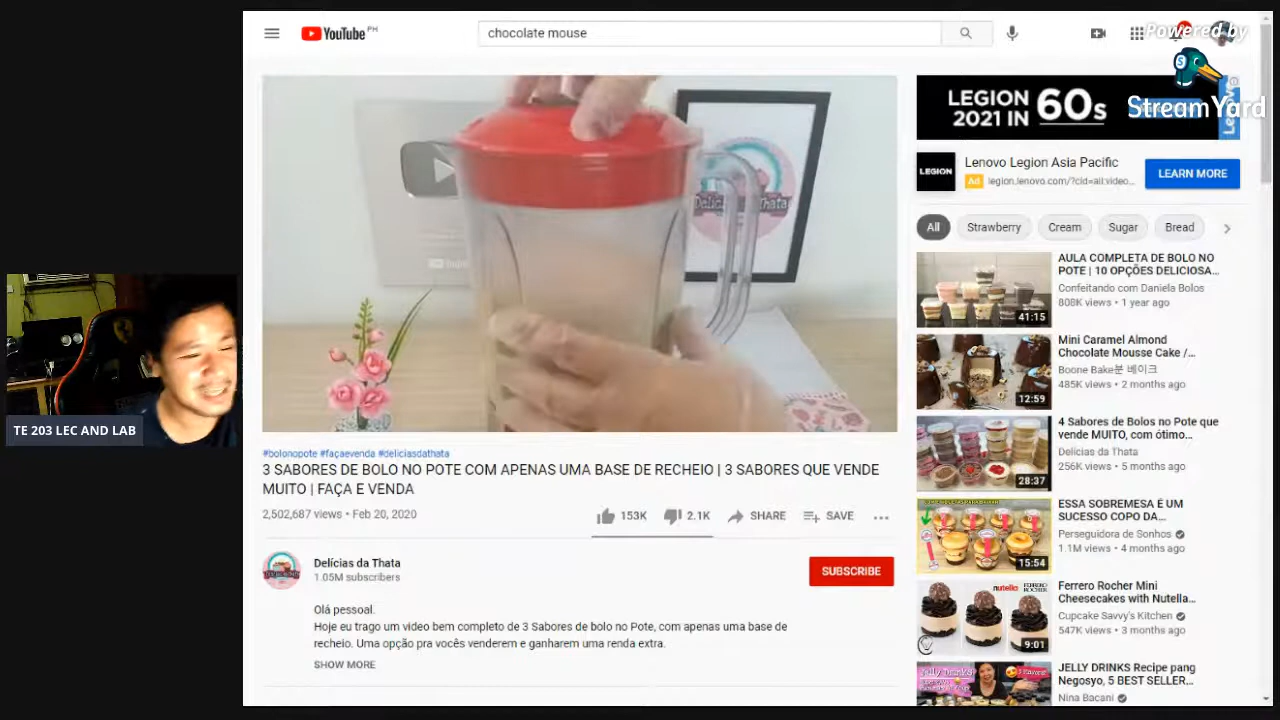 YouTube PH
chocolate mouse
Powered by
StreamYard
LEGION
2021 IN 60s
Lenovo Legion Asia Pacific
LEGION
Ad legion.lenovo.com/?cid=all:video...
LEARN MORE
All Strawberry Cream Sugar Bread
AULA COMPLETA DE BOLO NO
POTE | 10 OPÇÕES DELICIOSA...
Confeitando com Daniela Bolos
808K views • 1 year ago
41:15
Mini Caramel Almond
Chocolate Mousse Cake /...
Boone Bake분 베이크
485K views • 2 months ago
12:59
4 Sabores de Bolos no Pote que
vende MUITO, com ótimo...
Delícias da Thata
256K views • 5 months ago
28:37
ESSA SOBREMESA É UM
SUCESSO COPO DA...
Perseguidora de Sonhos
1.1M views • 4 months ago
15:54
Ferrero Rocher Mini
Cheesecakes with Nutella...
Cupcake Savvy's Kitchen
547K views • 3 months ago
9:01
nutella
JELLY DRINKS Recipe pang
Negosyo, 5 BEST SELLER...
Nina Bacani
TE 203 LEC AND LAB
#bolonopote #façaevenda #deliciasdathata
3 SABORES DE BOLO NO POTE COM APENAS UMA BASE DE RECHEIO | 3 SABORES QUE VENDE
MUITO | FAÇA E VENDA
2,502,687 views • Feb 20, 2020
153K 2.1K SHARE SAVE
Delícias da Thata
1.05M subscribers
SUBSCRIBE
Olá pessoal.
Hoje eu trago um video bem completo de 3 Sabores de bolo no Pote, com apenas uma base de
recheio. Uma opção pra vocês venderem e ganharem uma renda extra.
SHOW MORE